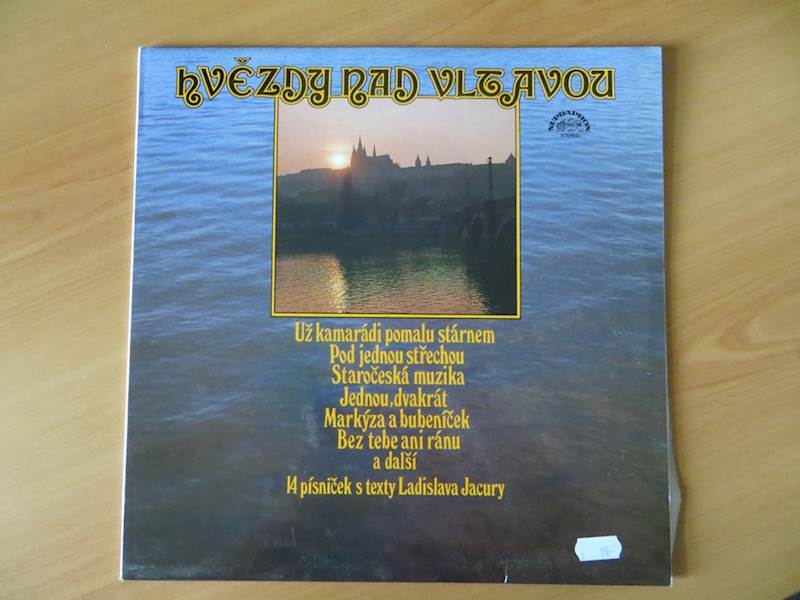 hVĚZDY NAD VLTAVOU
SUPRAPHON
STEREO
Už kamarádi pomalu stárnem
Pod jednou střechou
Staročeská muzika
Jednou, dvakrát
Markýza a bubeníček
Bez tebe ani ránu
a další
14 písniček s texty Ladislava Jacury